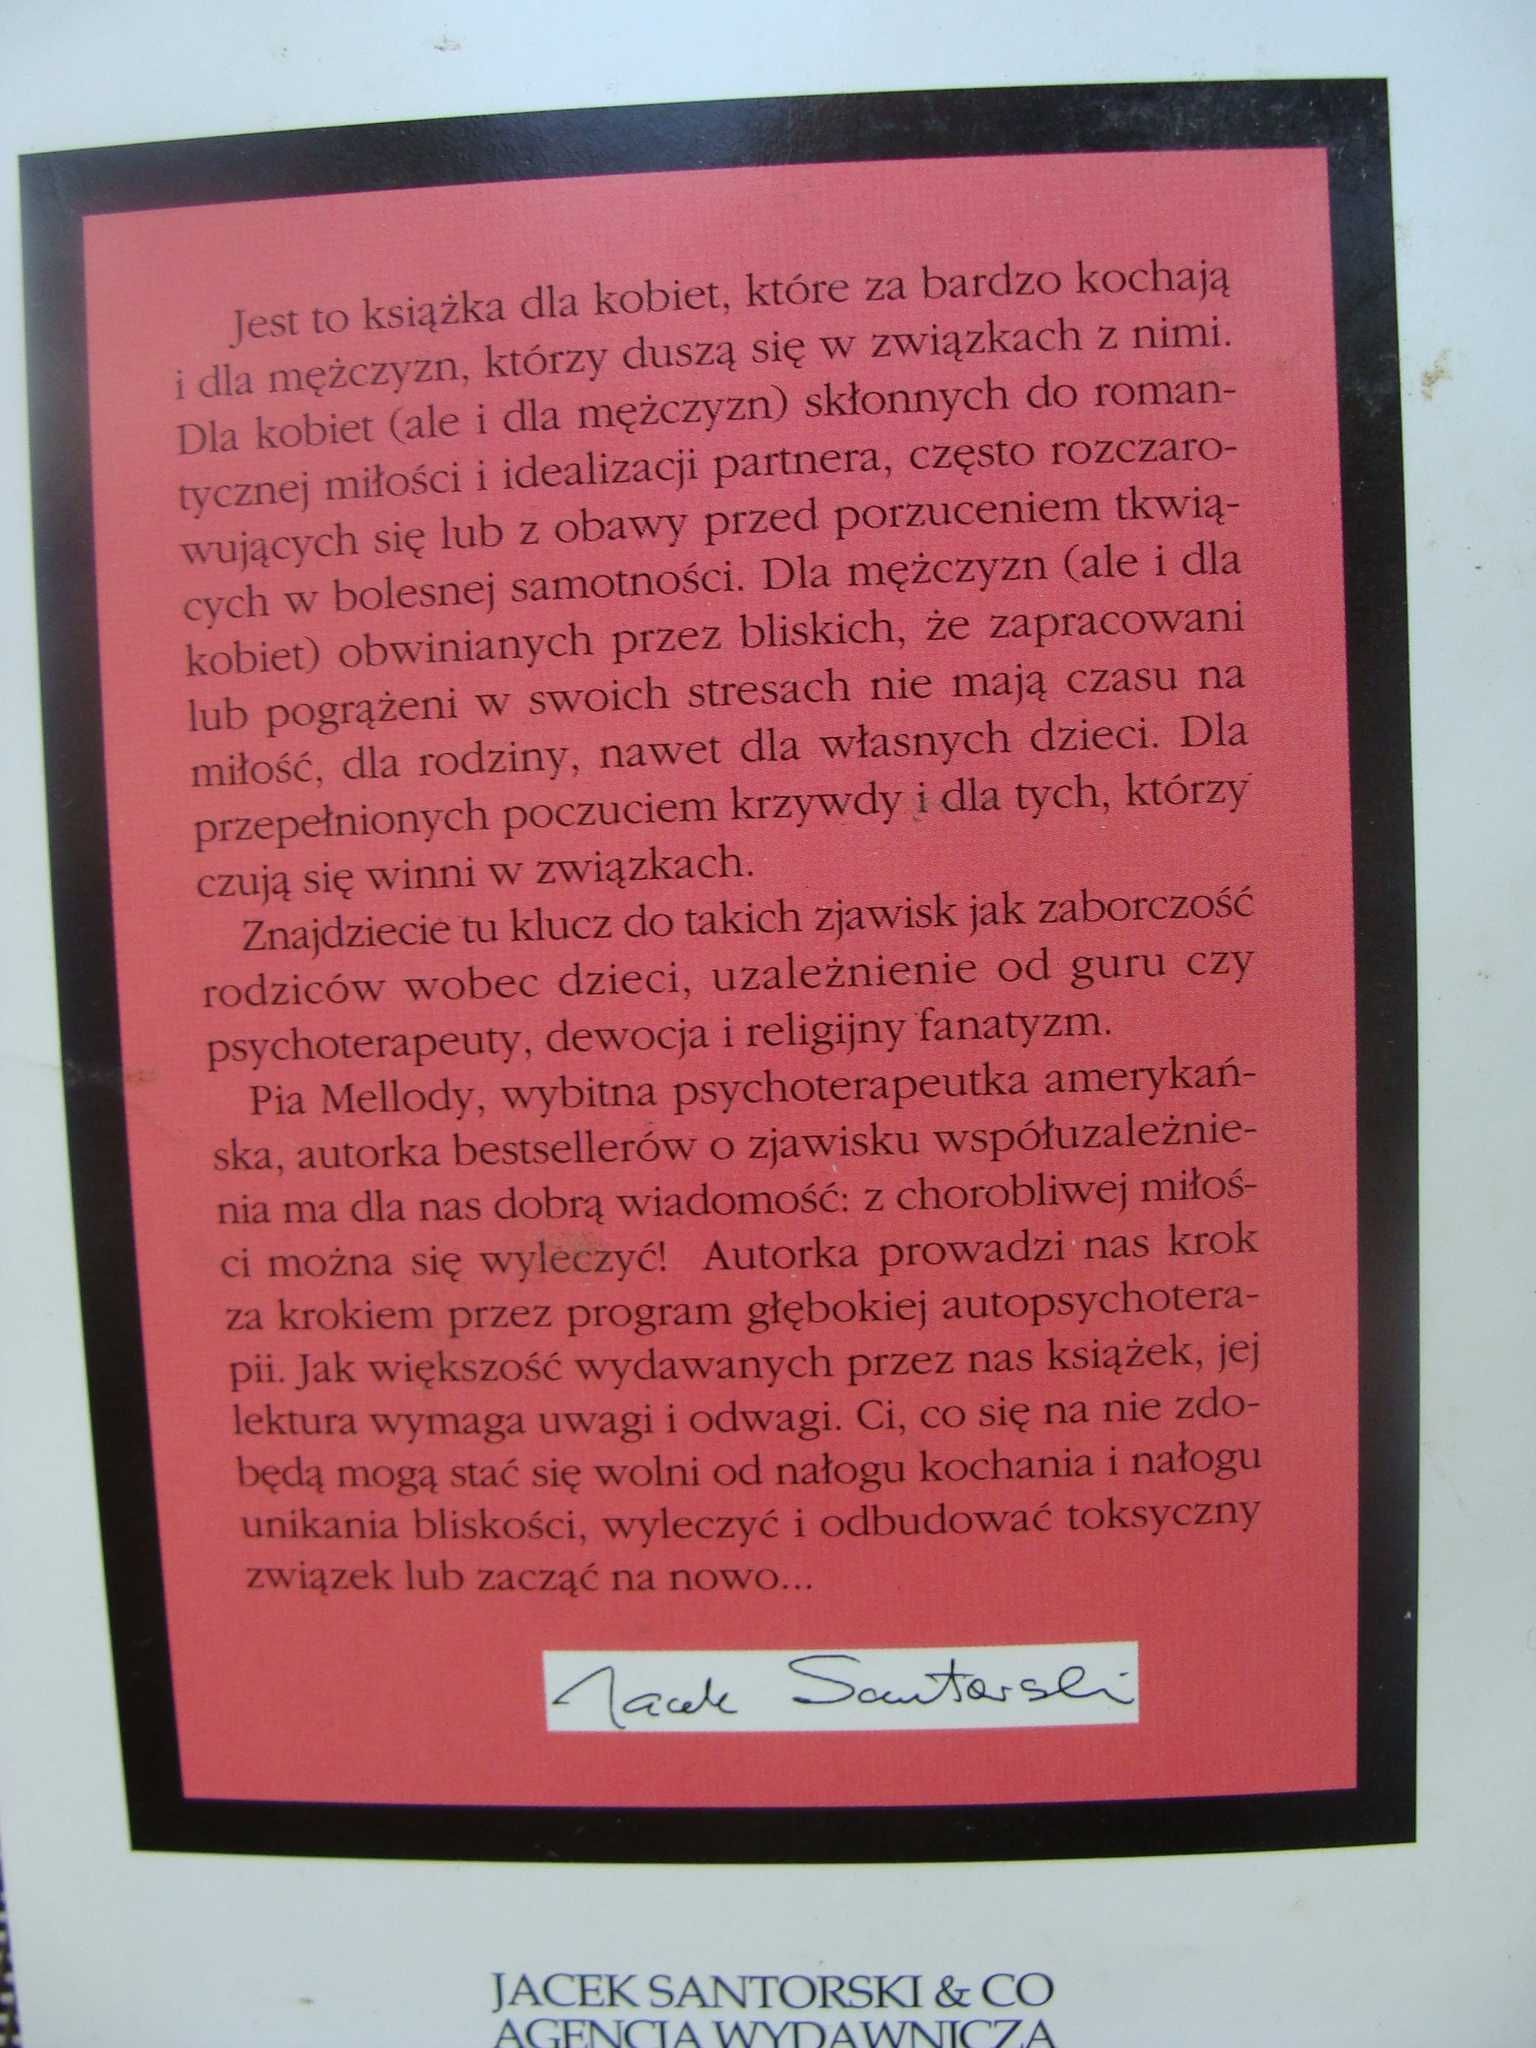 Jest to książka dla kobiet, które za bardzo kochają
i dla mężczyzn, którzy duszą się w związkach z nimi.
Dla kobiet (ale i dla mężczyzn) skłonnych do roman-
tycznej miłości i idealizacji partnera, często rozczaro-
wujących się lub z obawy przed porzuceniem tkwią-
cych w bolesnej samotności. Dla mężczyzn (ale i dla
kobiet) obwinianych przez bliskich, że zapracowani
lub pogrążeni w swoich stresach nie mają czasu na
miłość, dla rodziny, nawet dla własnych dzieci. Dla
przepełnionych poczuciem krzywdy i dla tych, którzy
czują się winni w związkach.
Znajdziecie tu klucz do takich zjawisk jak zaborczość
rodziców wobec dzieci, uzależnienie od guru czy
psychoterapeuty, dewocja i religijny fanatyzm.
Pia Mellody, wybitna psychoterapeutka amerykań-
ska, autorka bestsellerów o zjawisku współuzależnie-
nia ma dla nas dobrą wiadomość: z chorobliwej miłoś-
ci można się wyleczyć! Autorka prowadzi nas krok
za krokiem przez program głębokiej autopsychotera-
pii. Jak większość wydawanych przez nas książek, jej
lektura wymaga uwagi i odwagi. Ci, co się na nie zdo-
będą mogą stać się wolni od nałogu kochania i nałogu
unikania bliskości, wyleczyć i odbudować toksyczny
związek lub zacząć na nowo...
Jacek Santorski
JACEK SANTORSKI & CO
AGENCJA WYDAWNICZA